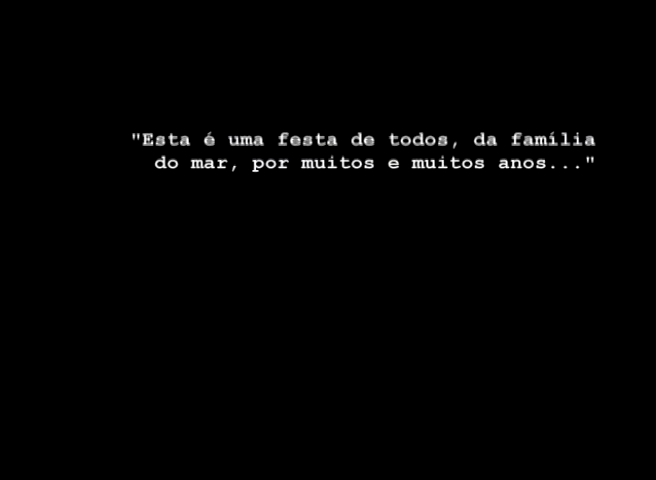 "Esta é uma festa de todos, da família
do mar, por muitos e muitos anos..."